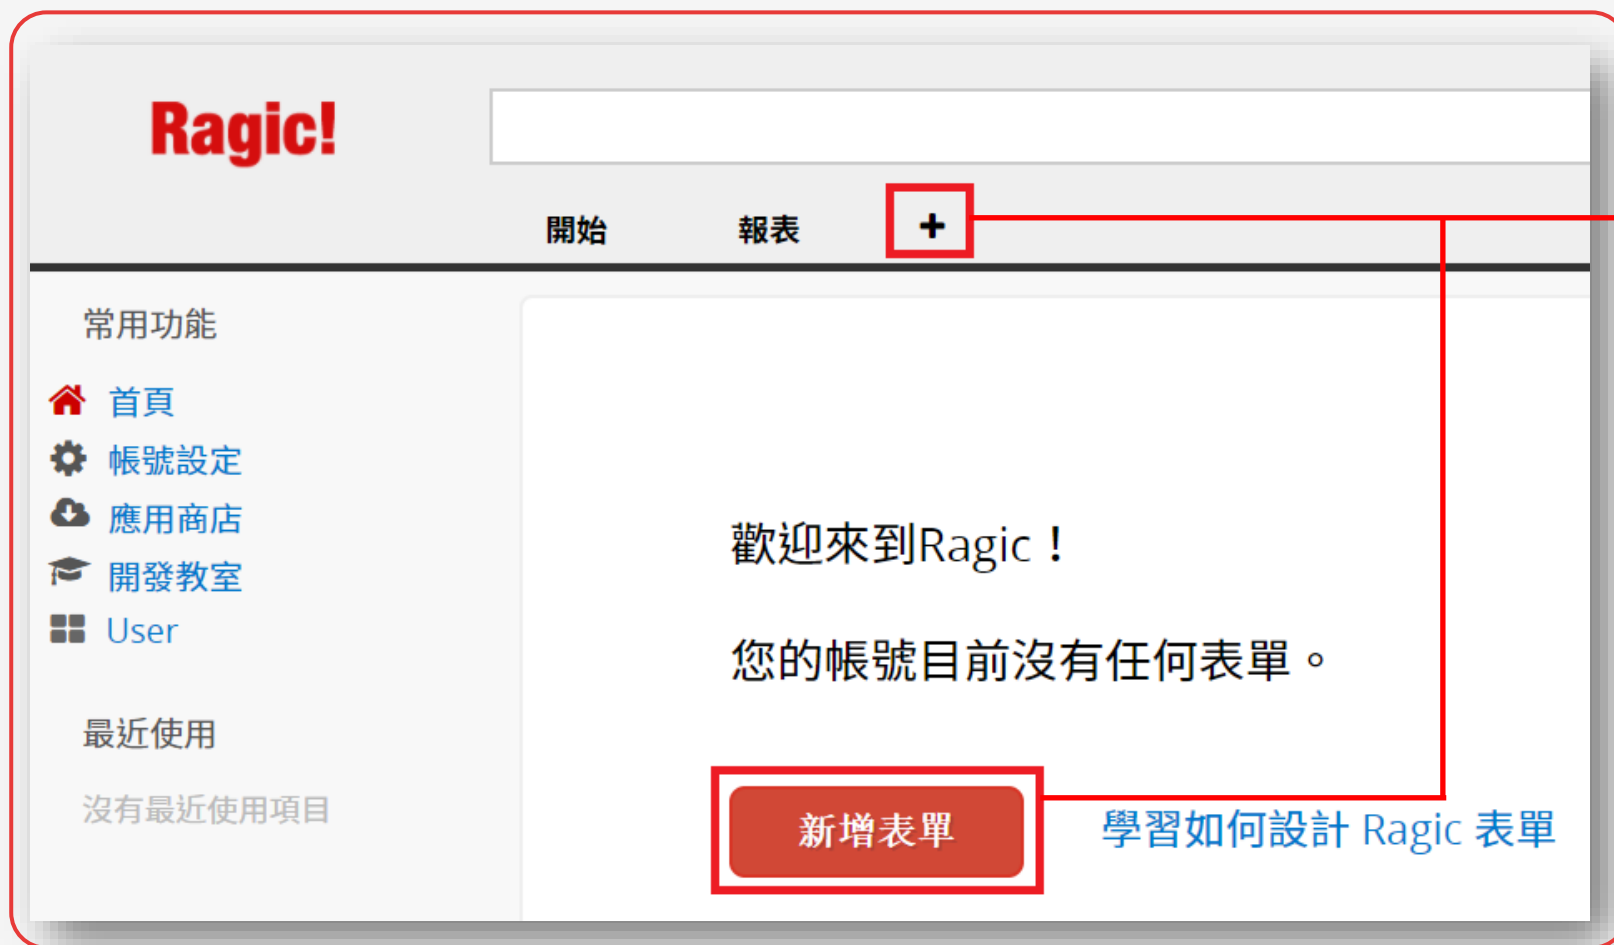 Ragic!
開始 報表 +
常用功能
首頁
帳號設定
應用商店
開發教室
User
最近使用
沒有最近使用項目
歡迎來到Ragic！
您的帳號目前沒有任何表單。
新增表單 學習如何設計 Ragic 表單